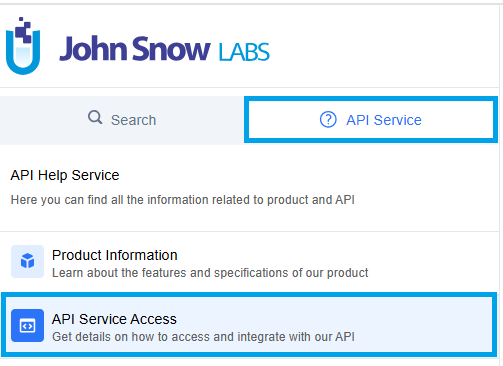 John Snow LABS
Search
API Service
API Help Service
Here you can find all the information related to product and API
Product Information
Learn about the features and specifications of our product
API Service Access
Get details on how to access and integrate with our API